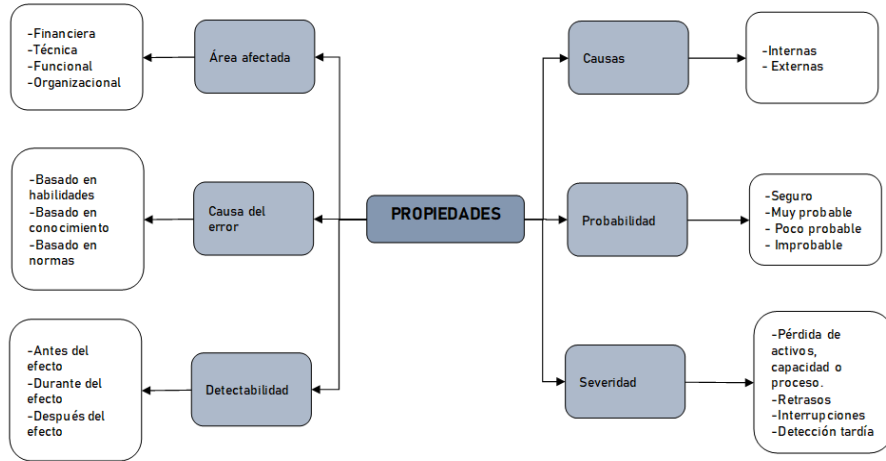 -Financiera
-Técnica
-Funcional
-Organizacional
Área afectada
Causas
-Internas
- Externas
-Basado en
habilidades
-Basado en
conocimiento
-Basado en
normas
Causa del
error
PROPIEDADES
Probabilidad
-Seguro
-Muy probable
- Poco probable
- Improbable
-Antes del
efecto
-Durante del
efecto
-Después del
efecto
Detectabilidad
Severidad
-Pérdida de
activos,
capacidad o
proceso.
-Retrasos
-Interrupciones
-Detección tardía